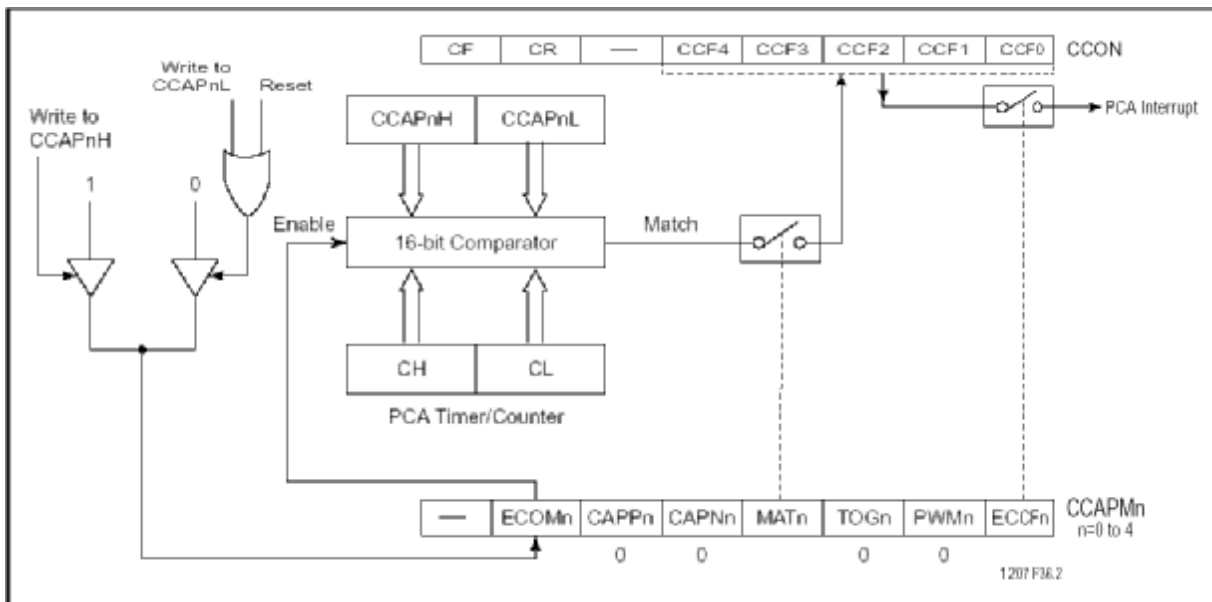 CF CR — CCF4 CCF3 CCF2 CCF1 CCF0 CCON
Write to
CCAPnL Reset
Write to
CCAPnH
CCAPnH CCAPnL
PCA Interrupt
1 0
Enable
16-bit Comparator
Match
CH CL
PCA Timer/Counter
— ECOMn CAPPn CAPNn MATn TOGn PWMn ECCFn
CCAPMn
n=0 to 4
0 0 0 0
1207 F36.2